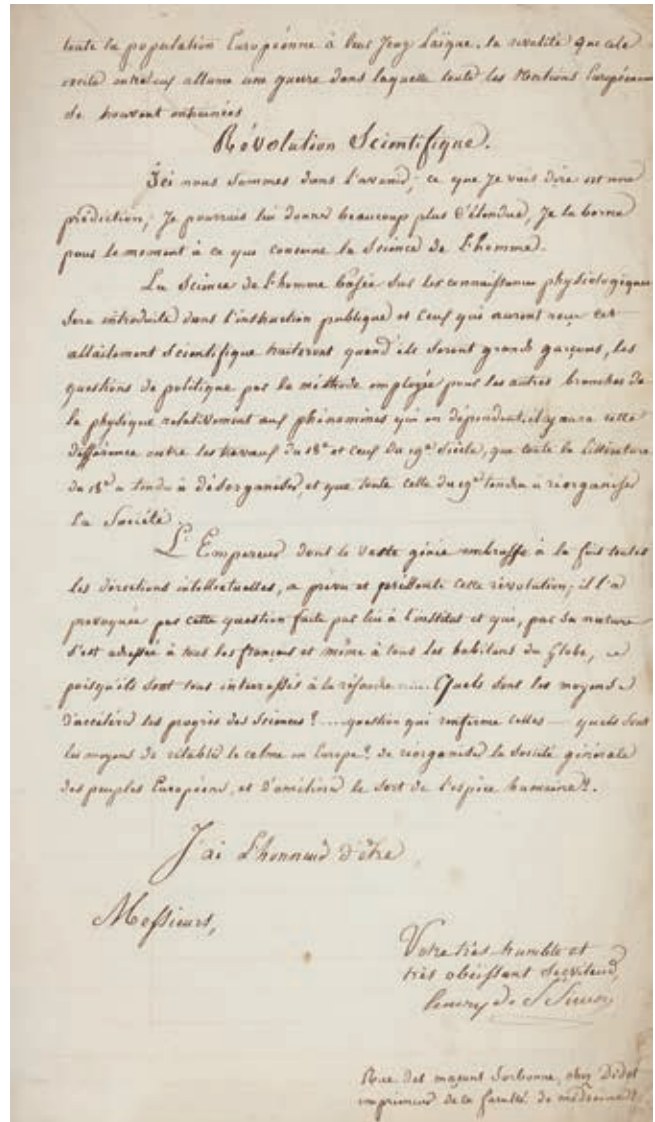 toute la population Européenne à leur joug Laïque. la rivalité que cela
excite entr'eux allume une guerre dans laquelle toute les Nations Européennes
se trouvent entrainées
Révolution Scientifique.
Ici nous sommes dans l'avenir; ce que Je vais dire est une
prédiction; Je pourrais lui donner beaucoup plus d'étendue, Je la borne
pour le moment à ce que concerne la Science de l'homme.
La Science de l'homme bâsée sur les connaissances physiologiques
sera introduite dans l'instruction publique et ceux qui auront reçu cet
allaitement scientifique traiteront quand ils seront grands garçons, les
questions de politique par la méthode employée pour les autres branches de
la physique relativement aux phénomènes qui en dépendent; il y aura cette
différence entre les travaux du 18e et ceux du 19e Siècle, que toute la littérature
du 18e a tendu à désorganiser, et que toute celle du 19e tendra à réorganiser
la Société.
L'Empereur dont le vaste génie embrasse à la fois toutes
les directions intellectuelles, a prévu et pressenti cette révolution; il l'a
provoquée par cette question faite par lui à l'institut et qui, par sa nature
s'est adressée à tous les français et même à tous les habitans du Globe,
puisqu'ils sont tous interressés à la résoudre .... Quels sont les moyens
d'accélérer les progrès des Sciences? .... question qui renferme celles — quels sont
les moyens de rétablir le calme en Europe? de réorganiser la Société générale
des peuples Européens, et d'améliorer le sort de l'espèce humaine?.
J'ai l'honneur d'être
Messieurs,
Votre très humble et
très obéissant Serviteur,
henry de St Simon
Rue des maçons Sorbonne, chez Didot
imprimeur de la faculté de médecine